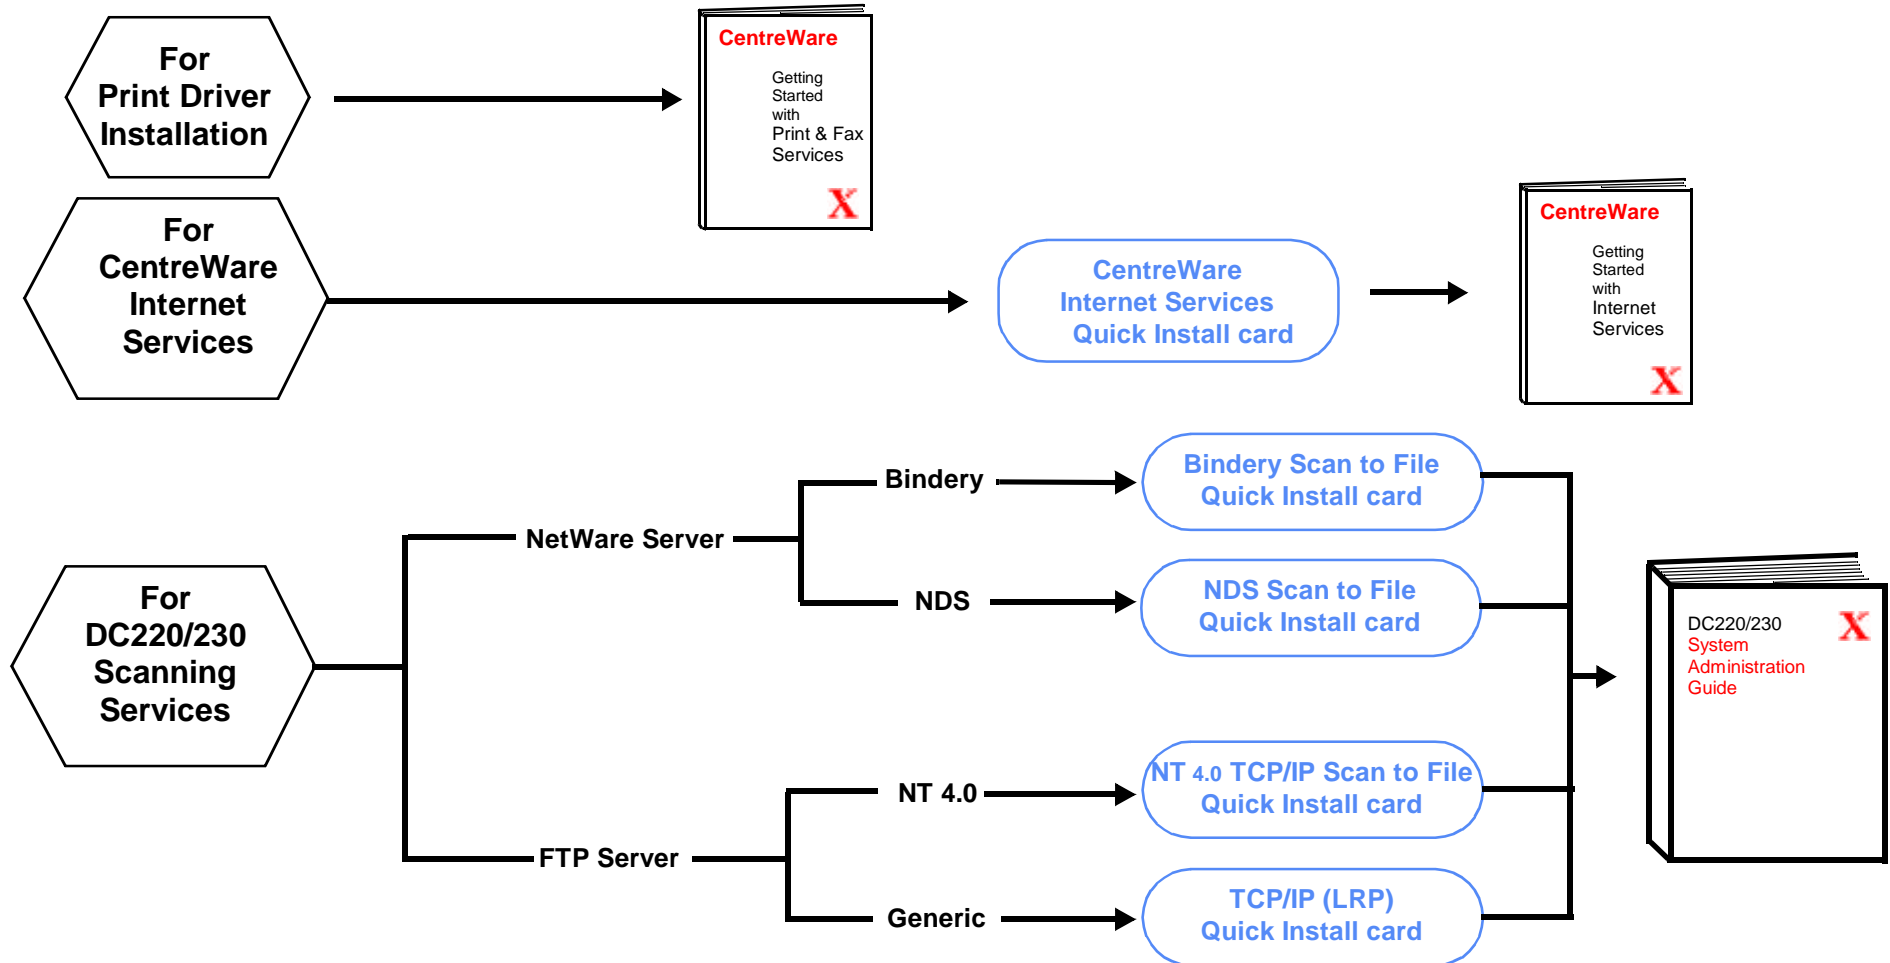 For
Print Driver
Installation
CentreWare
Getting
Started
with
Print & Fax
Services
X
For
CentreWare
Internet
Services
CentreWare
Internet Services
Quick Install card
CentreWare
Getting
Started
with
Internet
Services
X
For
DC220/230
Scanning
Services
NetWare Server
Bindery
Bindery Scan to File
Quick Install card
NDS
NDS Scan to File
Quick Install card
FTP Server
NT 4.0
NT 4.0 TCP/IP Scan to File
Quick Install card
Generic
TCP/IP (LRP)
Quick Install card
DC220/230
System
Administration
Guide
X